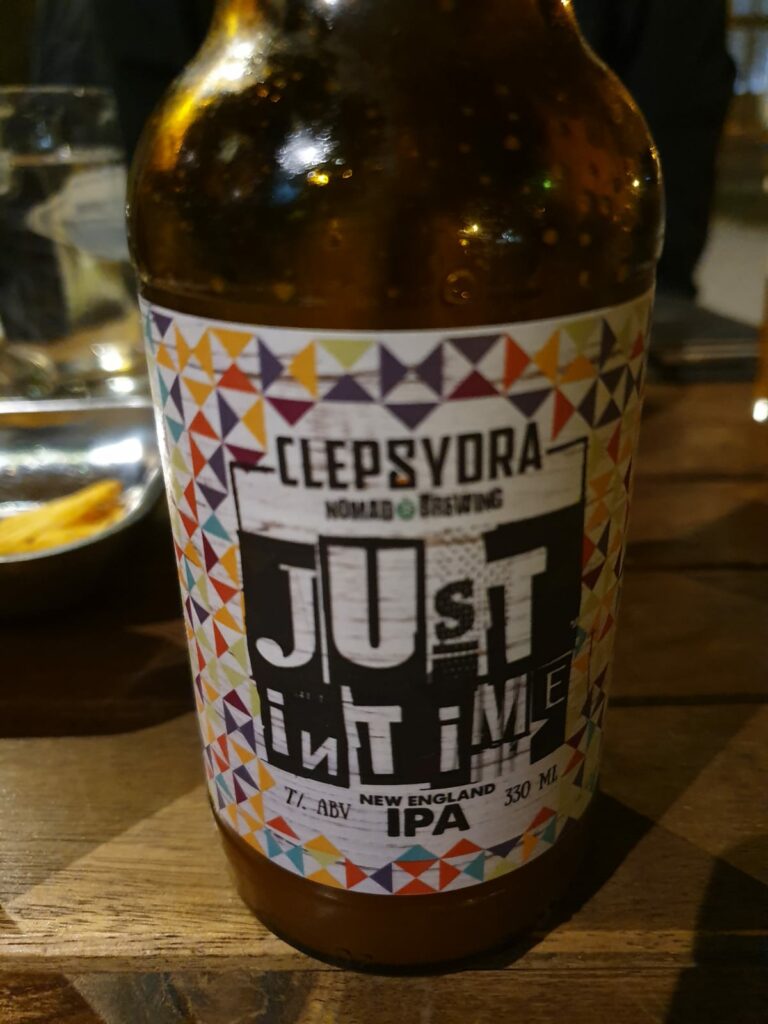 CLEPSYDRA
NOMAD BREWING
JUST
iN TiME
7% ABV
NEW ENGLAND
IPA
330 ML